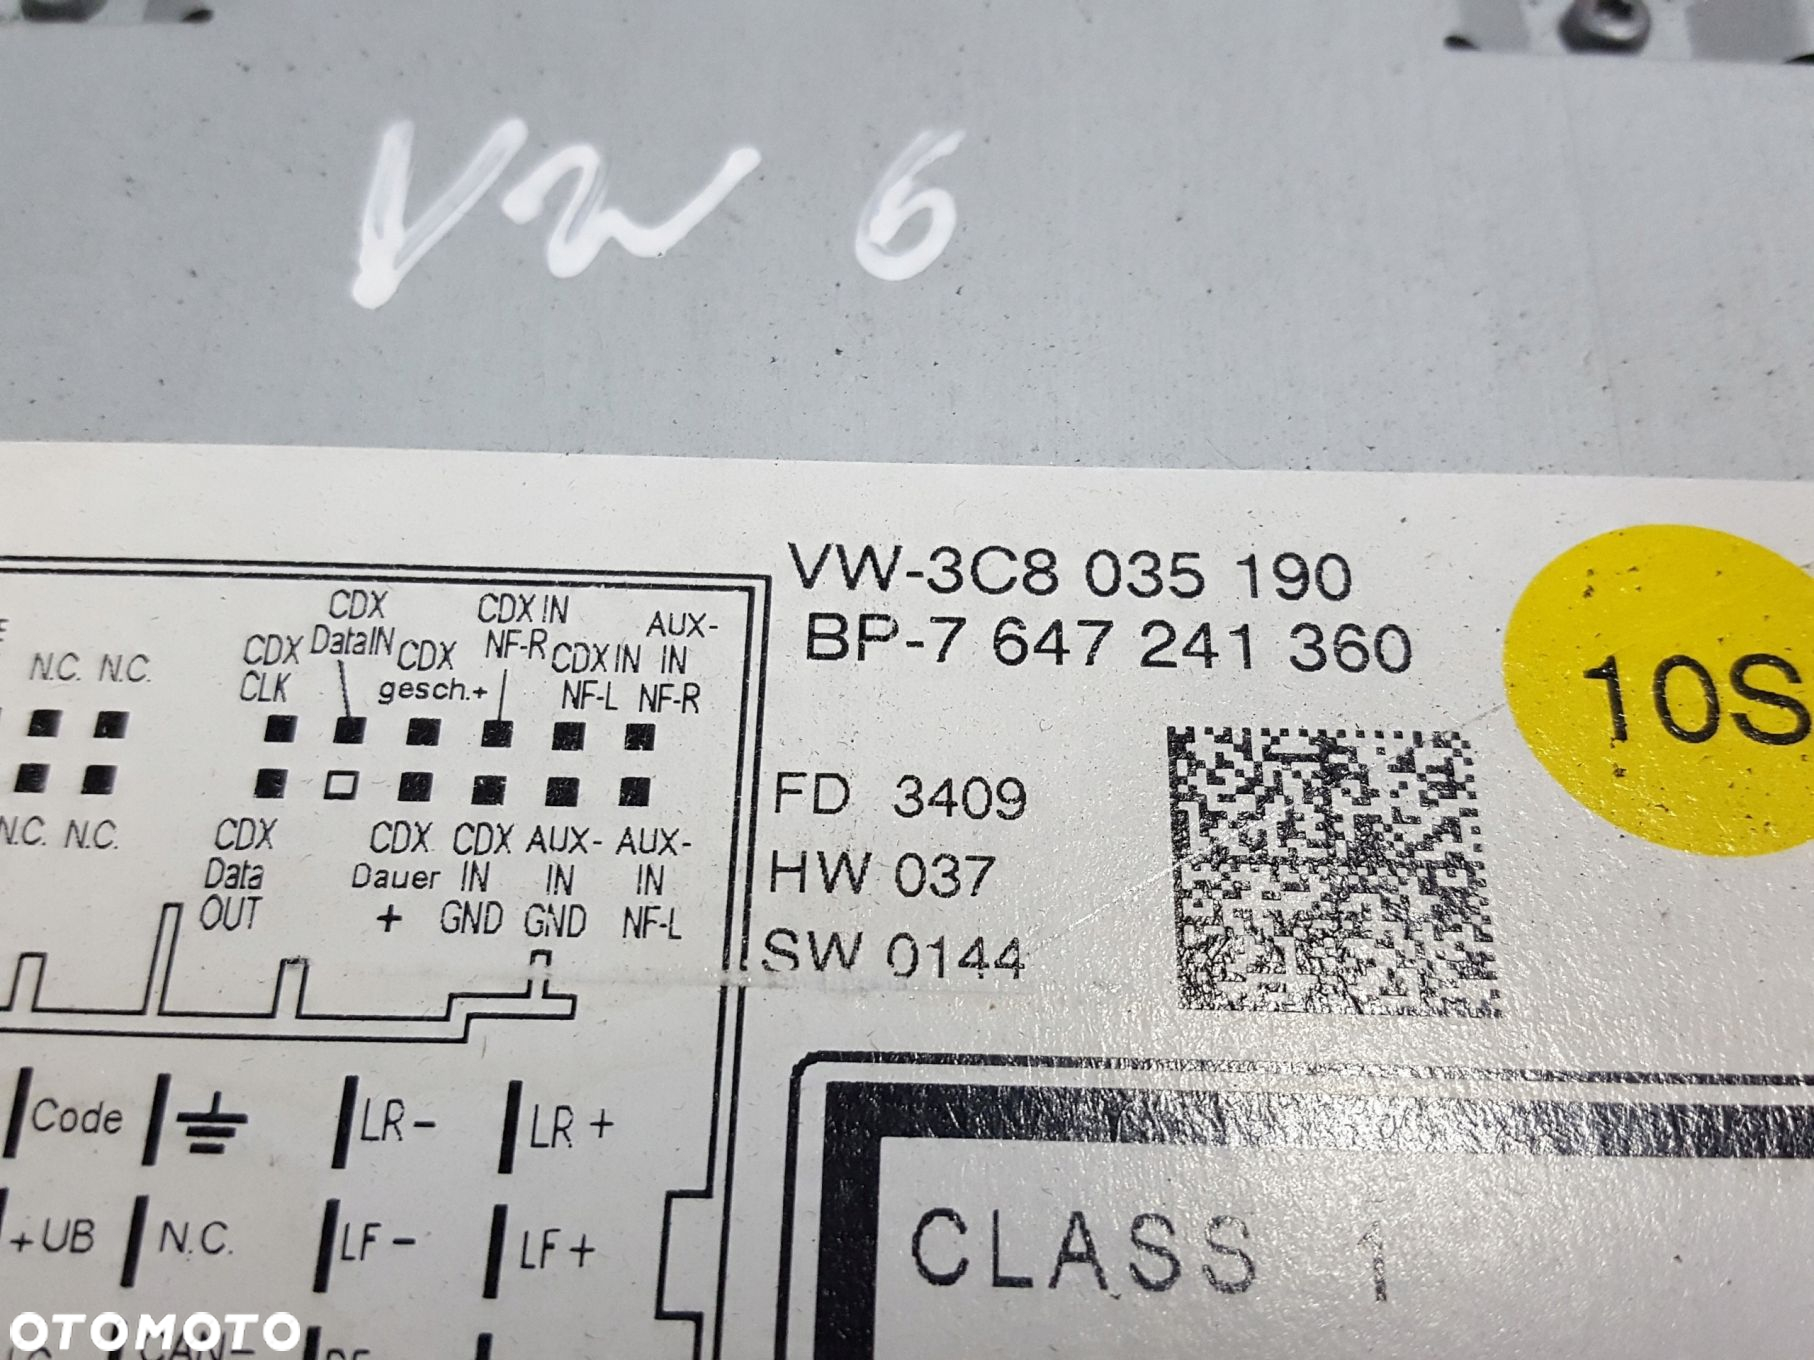 VW 6
VW-3C8 035 190
BP-7 647 241 360
10S
FD 3409
HW 037
SW 0144
CLASS 1
N.C. N.C.
CDX
CLK
CDX
DataIN
CDX
gesch.+
CDX IN
NF-R
CDX IN
NF-L
AUX-
IN
NF-R
N.C. N.C.
CDX
Data
OUT
CDX
Dauer
+
CDX
IN
GND
AUX-
IN
GND
AUX-
IN
NF-L
Code LR- LR+
+UB N.C. LF- LF+
CAN-
OTOMOTO